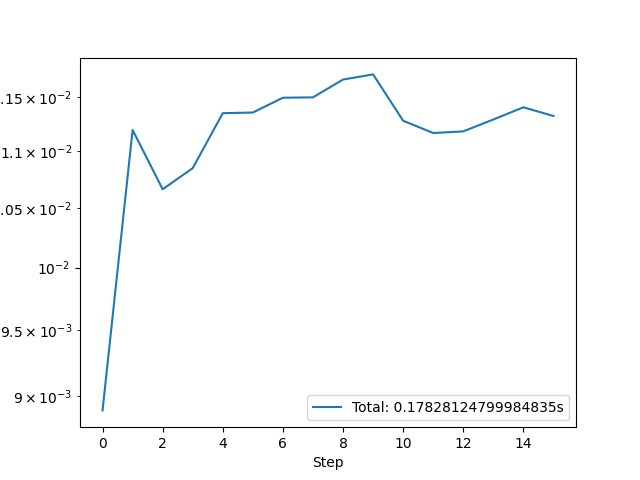 .15 × 10⁻²
1.1 × 10⁻²
.05 × 10⁻²
10⁻²
9.5 × 10⁻³
9 × 10⁻³
Total: 0.17828124799984835s
0 2 4 6 8 10 12 14
Step